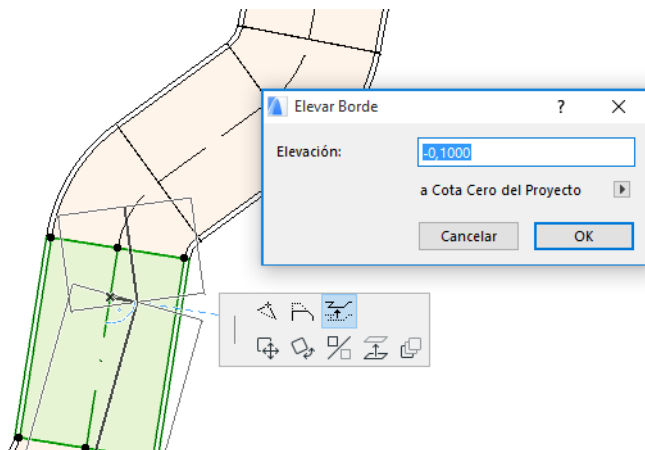 Elevar Borde
?
Elevación:
-0,1000
a Cota Cero del Proyecto
Cancelar
OK